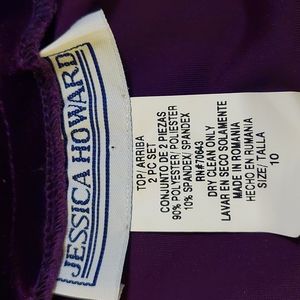 JESSICA HOWARD
TOP/ARRIBA
2 PC SET
CONJUNTO DE 2 PIEZAS
90% POLYESTER/POLIESTER
10% SPANDEX/SPANDEX
RN#70643
DRY CLEAN ONLY
LAVAR EN SECO SOLAMENTE
MADE IN ROMANIA
HECHO EN RUMANIA
SIZE/TALLA
10